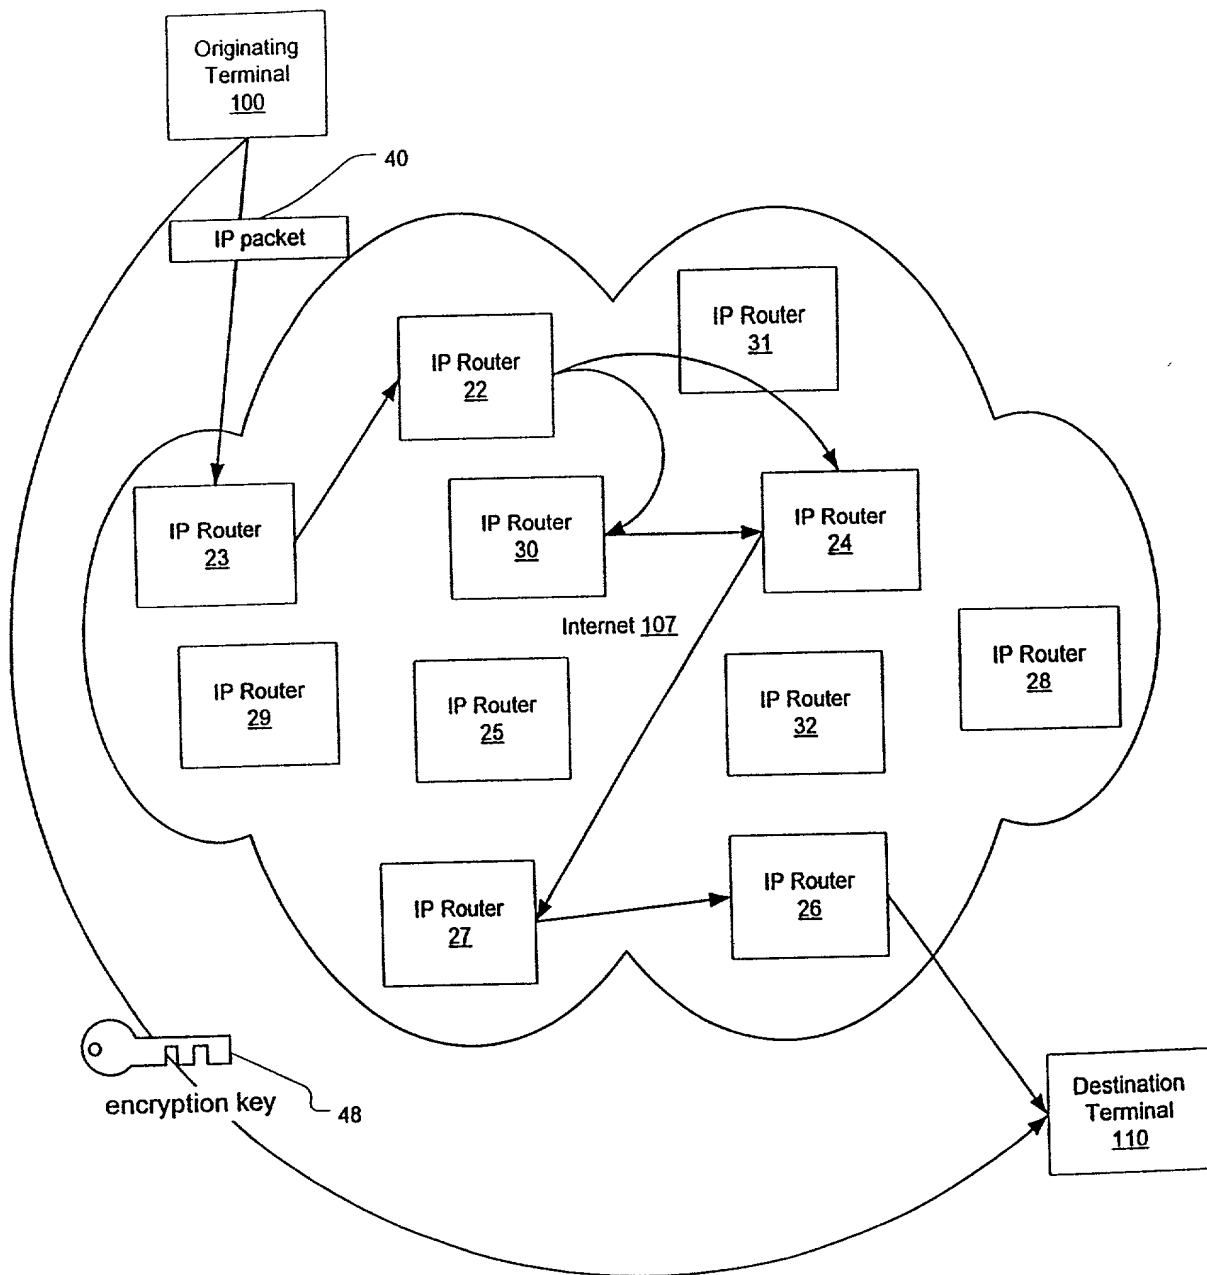 Originating
Terminal
100
40
IP packet
IP Router
31
IP Router
22
IP Router
23
IP Router
30
IP Router
24
Internet 107
IP Router
29
IP Router
25
IP Router
32
IP Router
28
IP Router
27
IP Router
26
encryption key
48
Destination
Terminal
110